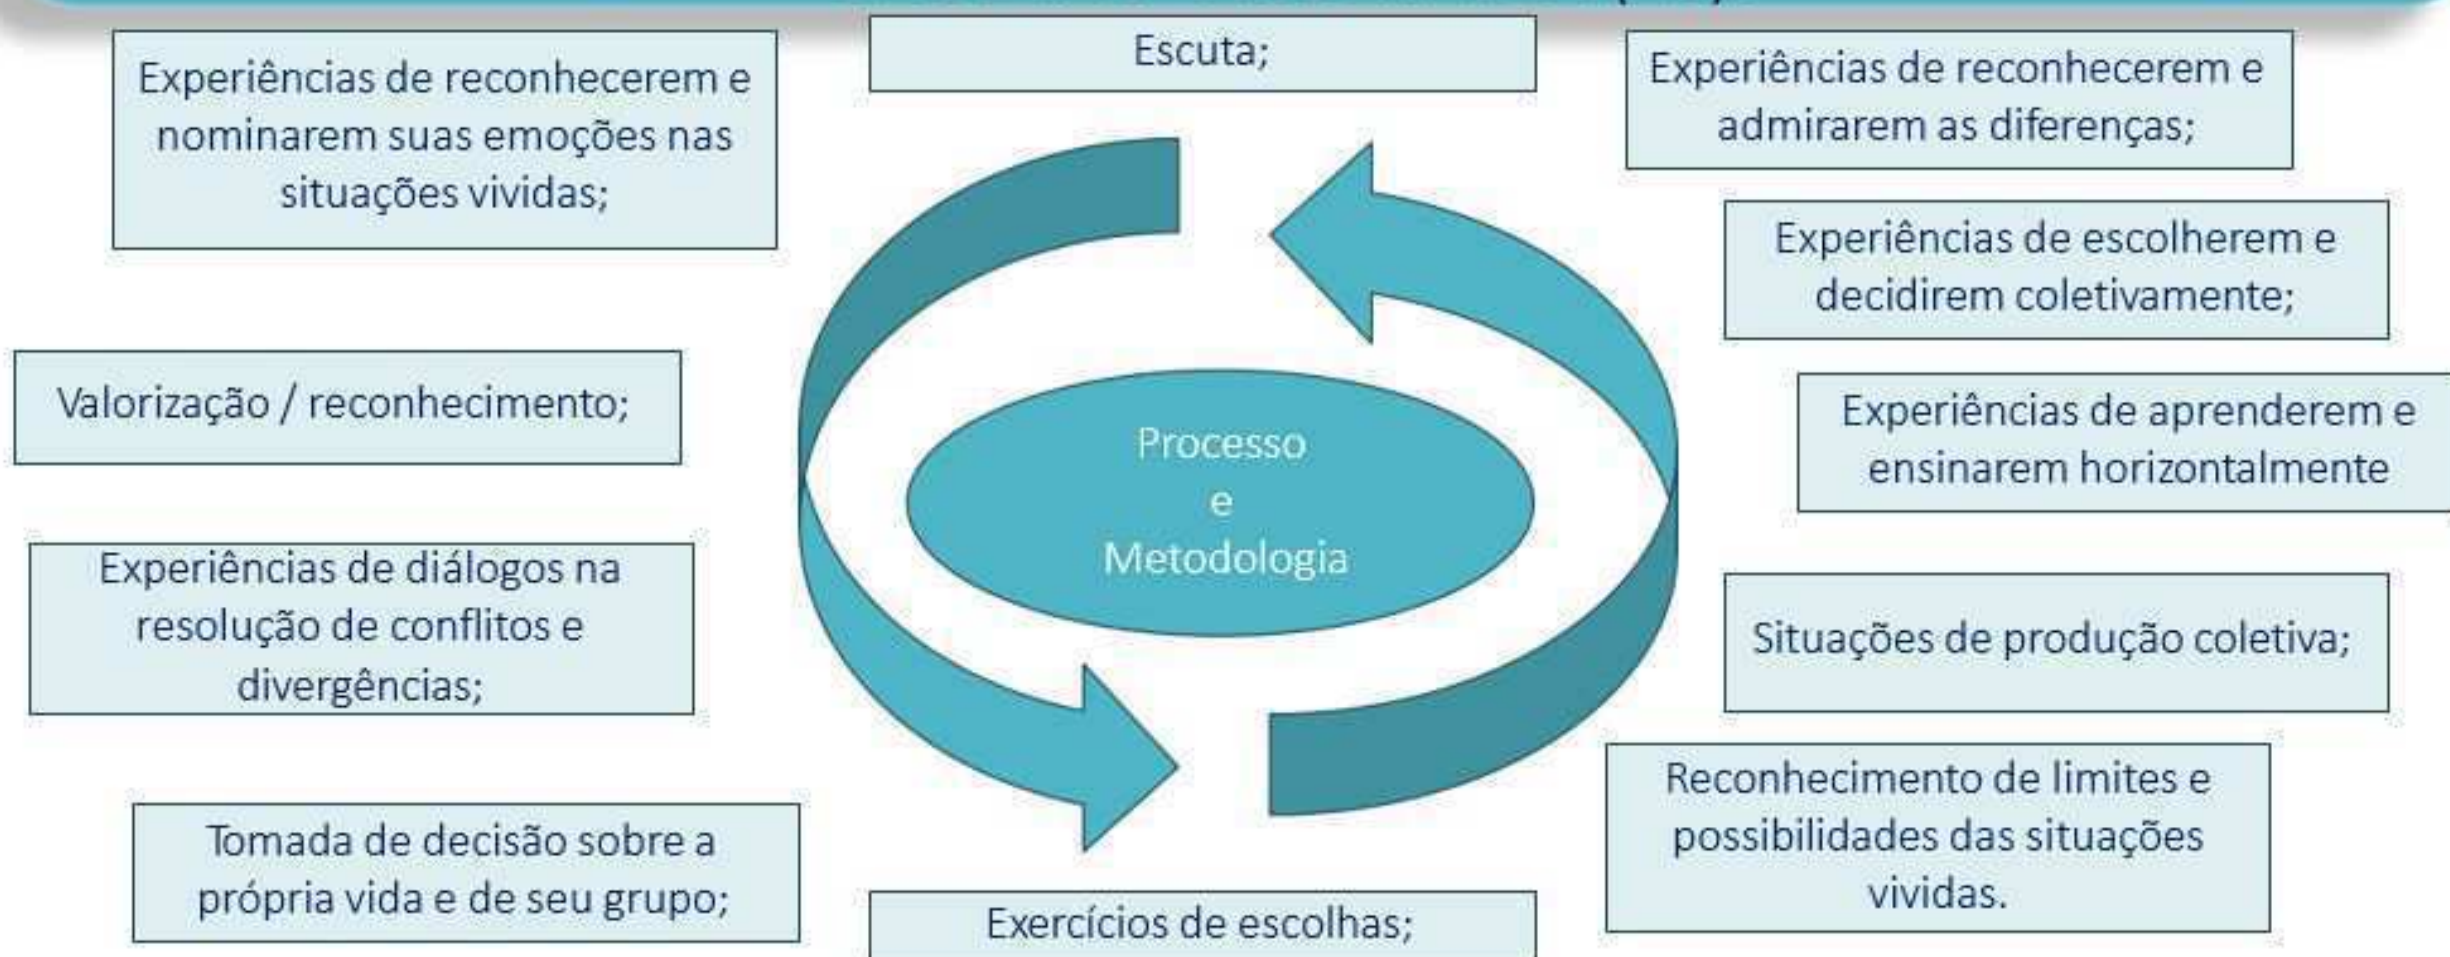 Escuta;
Experiências de reconhecerem e
nominarem suas emoções nas
situações vividas;
Experiências de reconhecerem e
admirarem as diferenças;
Experiências de escolherem e
decidirem coletivamente;
Valorização / reconhecimento;
Experiências de aprenderem e
ensinarem horizontalmente
Processo
e
Metodologia
Experiências de diálogos na
resolução de conflitos e
divergências;
Situações de produção coletiva;
Tomada de decisão sobre a
própria vida e de seu grupo;
Exercícios de escolhas;
Reconhecimento de limites e
possibilidades das situações
vividas.